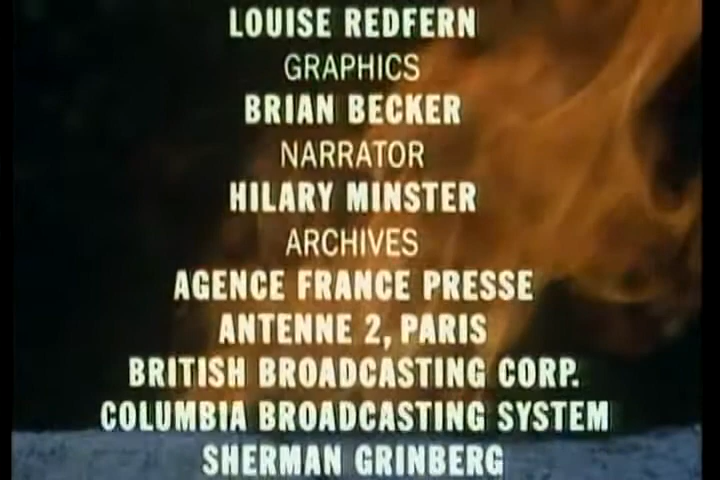 LOUISE REDFERN
GRAPHICS
BRIAN BECKER
NARRATOR
HILARY MINSTER
ARCHIVES
AGENCE FRANCE PRESSE
ANTENNE 2, PARIS
BRITISH BROADCASTING CORP.
COLUMBIA BROADCASTING SYSTEM
SHERMAN GRINBERG